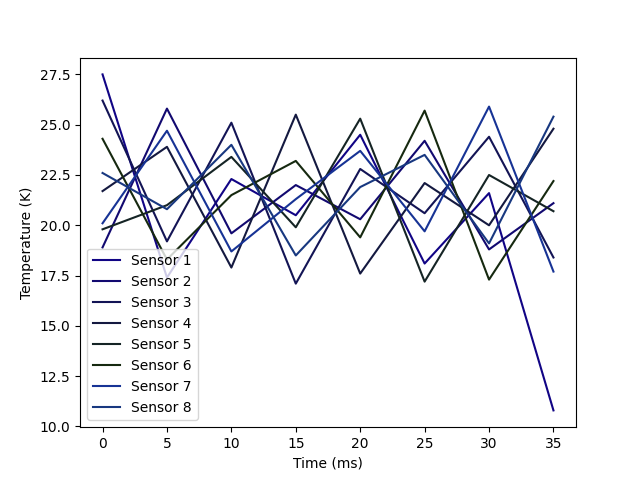 27.5
25.0
22.5
20.0
17.5
15.0
12.5
10.0
Temperature (K)
Sensor 1
Sensor 2
Sensor 3
Sensor 4
Sensor 5
Sensor 6
Sensor 7
Sensor 8
0 5 10 15 20 25 30 35
Time (ms)